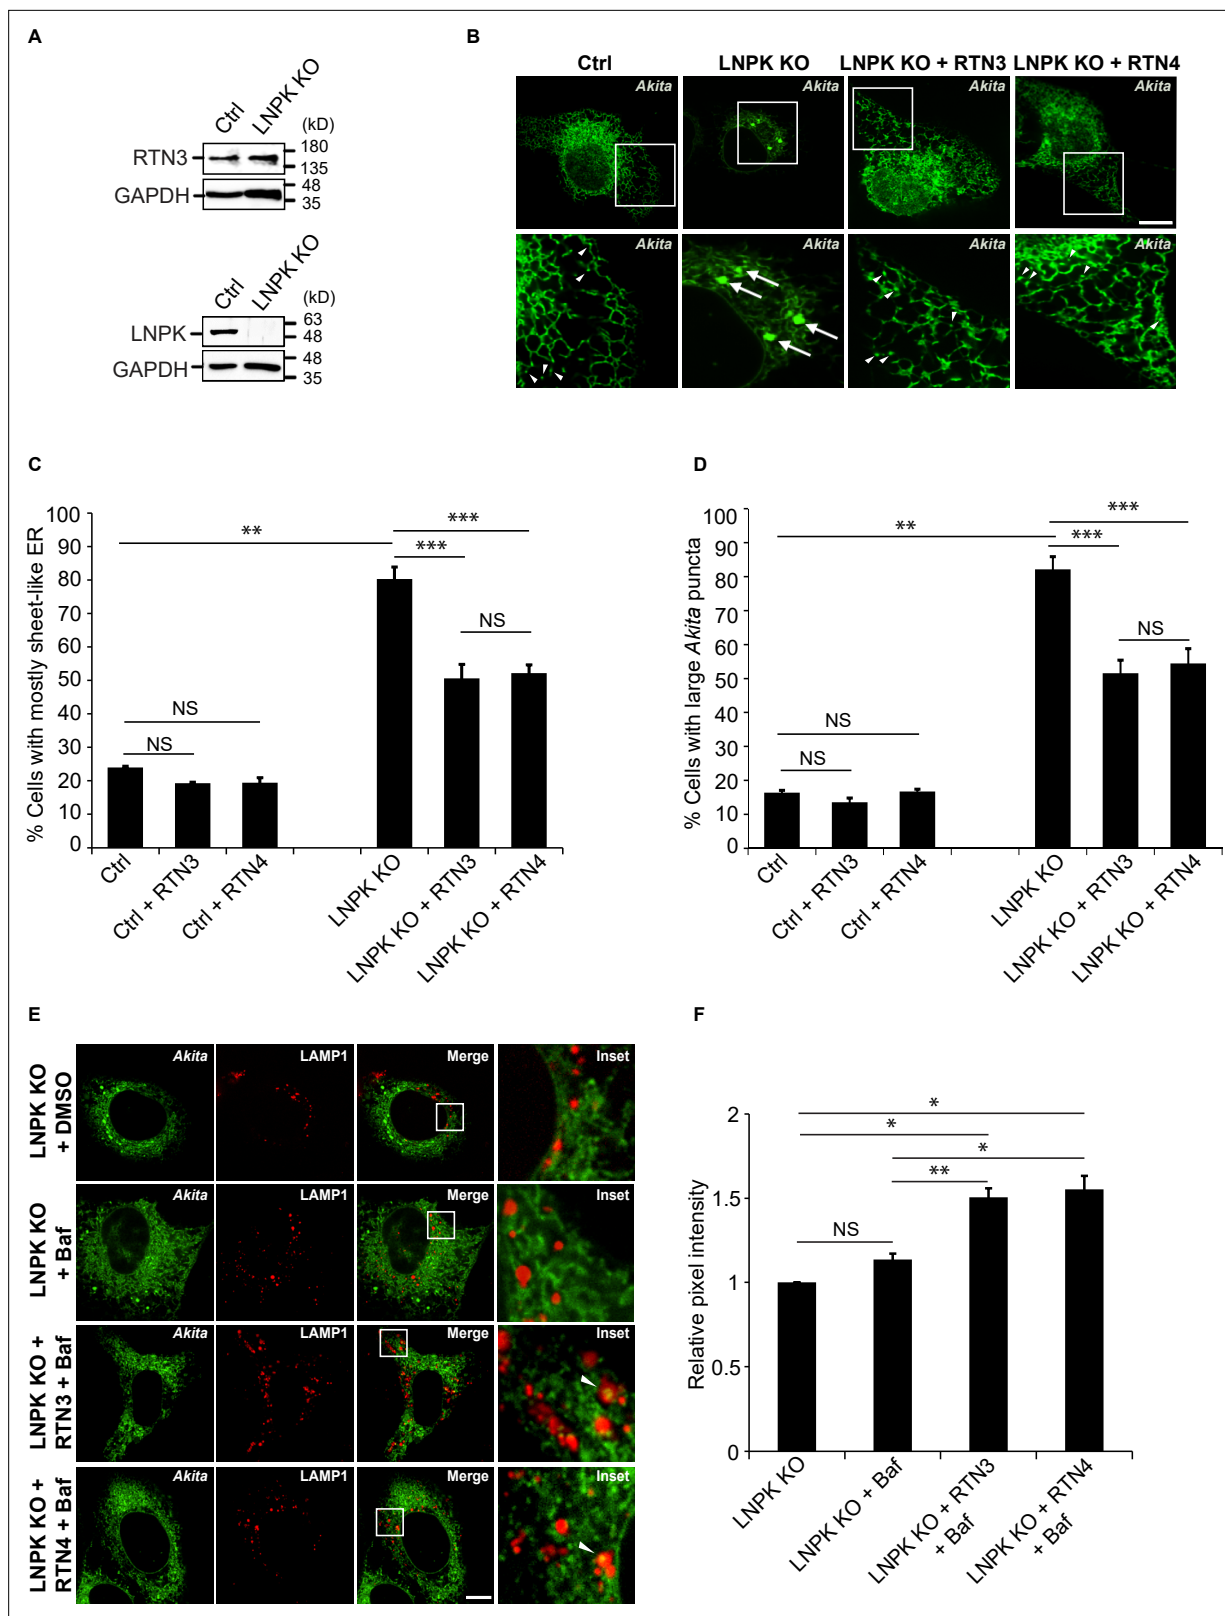 A
Ctrl
LNPK KO
(kD)
RTN3
180
135
GAPDH
48
35
Ctrl
LNPK KO
(kD)
LNPK
63
48
GAPDH
48
35
B
Ctrl
LNPK KO
LNPK KO + RTN3
LNPK KO + RTN4
Akita
Akita
Akita
Akita
Akita
Akita
Akita
Akita
C
% Cells with mostly sheet-like ER
100
90
80
70
60
50
40
30
20
10
0
**
***
***
NS
NS
NS
Ctrl
Ctrl + RTN3
Ctrl + RTN4
LNPK KO
LNPK KO + RTN3
LNPK KO + RTN4
D
% Cells with large Akita puncta
100
90
80
70
60
50
40
30
20
10
0
**
***
***
NS
NS
NS
Ctrl
Ctrl + RTN3
Ctrl + RTN4
LNPK KO
LNPK KO + RTN3
LNPK KO + RTN4
E
LNPK KO
+ DMSO
Akita
LAMP1
Merge
Inset
LNPK KO
+ Baf
Akita
LAMP1
Merge
Inset
LNPK KO +
RTN3 + Baf
Akita
LAMP1
Merge
Inset
LNPK KO +
RTN4 + Baf
Akita
LAMP1
Merge
Inset
F
Relative pixel intensity
2
1.5
1
0.5
0
*
*
*
**
NS
LNPK KO
LNPK KO + Baf
LNPK KO + RTN3
+ Baf
LNPK KO + RTN4
+ Baf